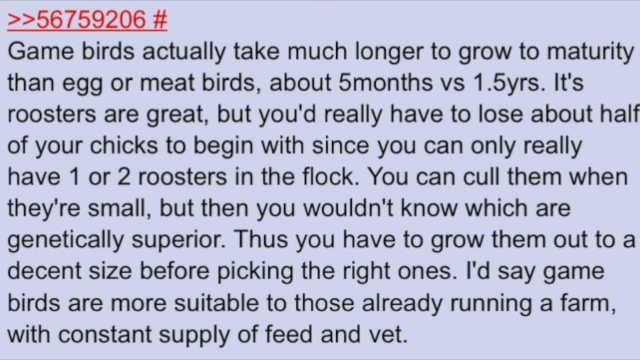 >>56759206 #
Game birds actually take much longer to grow to maturity
than egg or meat birds, about 5months vs 1.5yrs. It's
roosters are great, but you'd really have to lose about half
of your chicks to begin with since you can only really
have 1 or 2 roosters in the flock. You can cull them when
they're small, but then you wouldn't know which are
genetically superior. Thus you have to grow them out to a
decent size before picking the right ones. I'd say game
birds are more suitable to those already running a farm,
with constant supply of feed and vet.